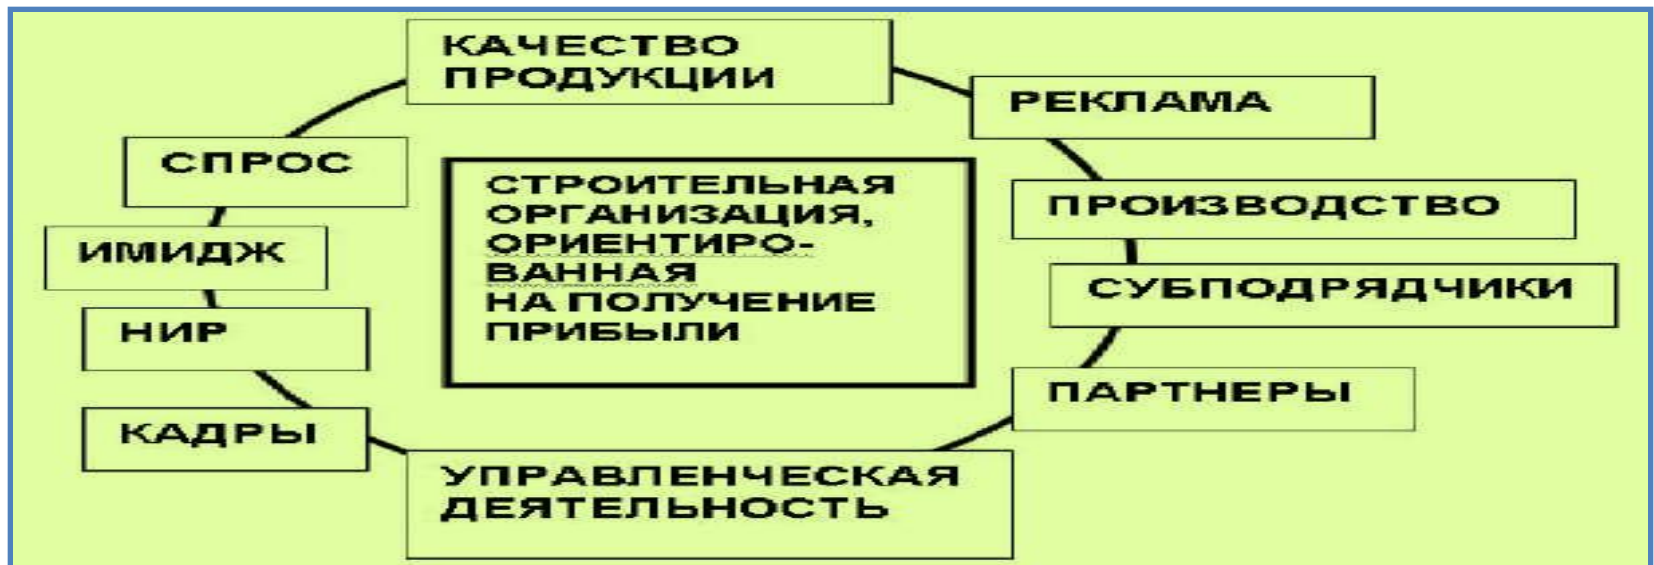 КАЧЕСТВО
ПРОДУКЦИИ
РЕКЛАМА
СПРОС
СТРОИТЕЛЬНАЯ
ОРГАНИЗАЦИЯ,
ОРИЕНТИРО-
ВАННАЯ
НА ПОЛУЧЕНИЕ
ПРИБЫЛИ
ПРОИЗВОДСТВО
ИМИДЖ
СУБПОДРЯДЧИКИ
НИР
ПАРТНЕРЫ
КАДРЫ
УПРАВЛЕНЧЕСКАЯ
ДЕЯТЕЛЬНОСТЬ